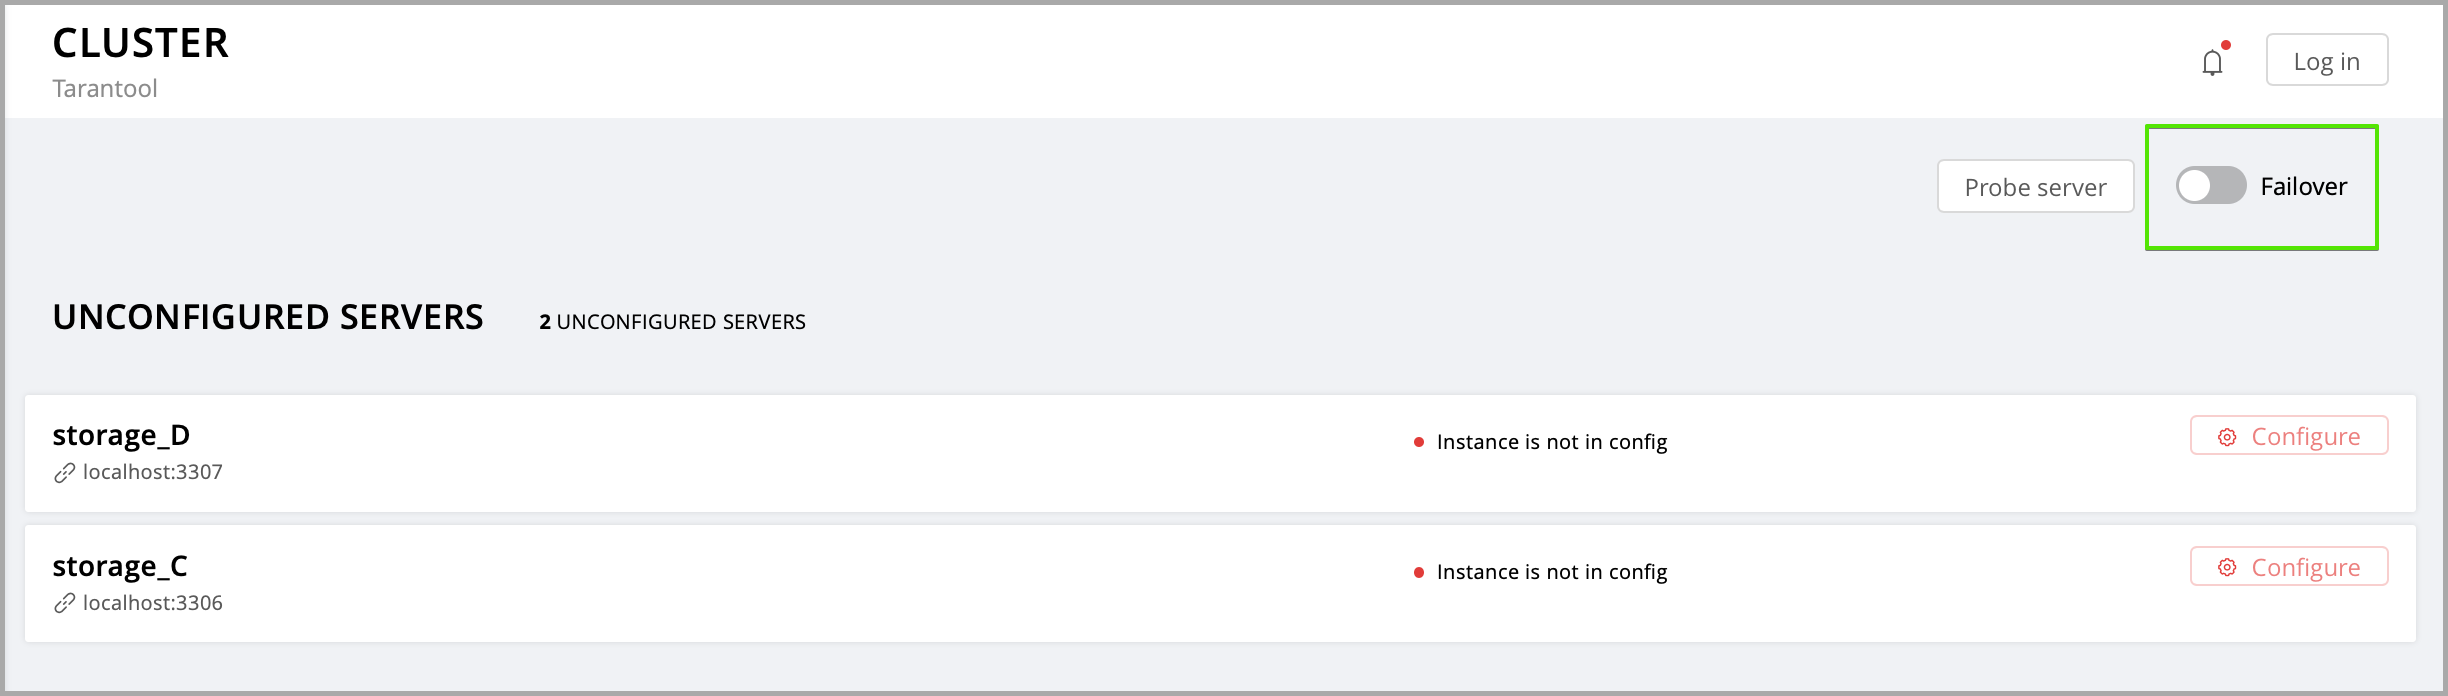 CLUSTER
Tarantool
Log in
Probe server
Failover
UNCONFIGURED SERVERS
2 UNCONFIGURED SERVERS
storage_D
localhost:3307
Instance is not in config
Configure
storage_C
localhost:3306
Instance is not in config
Configure